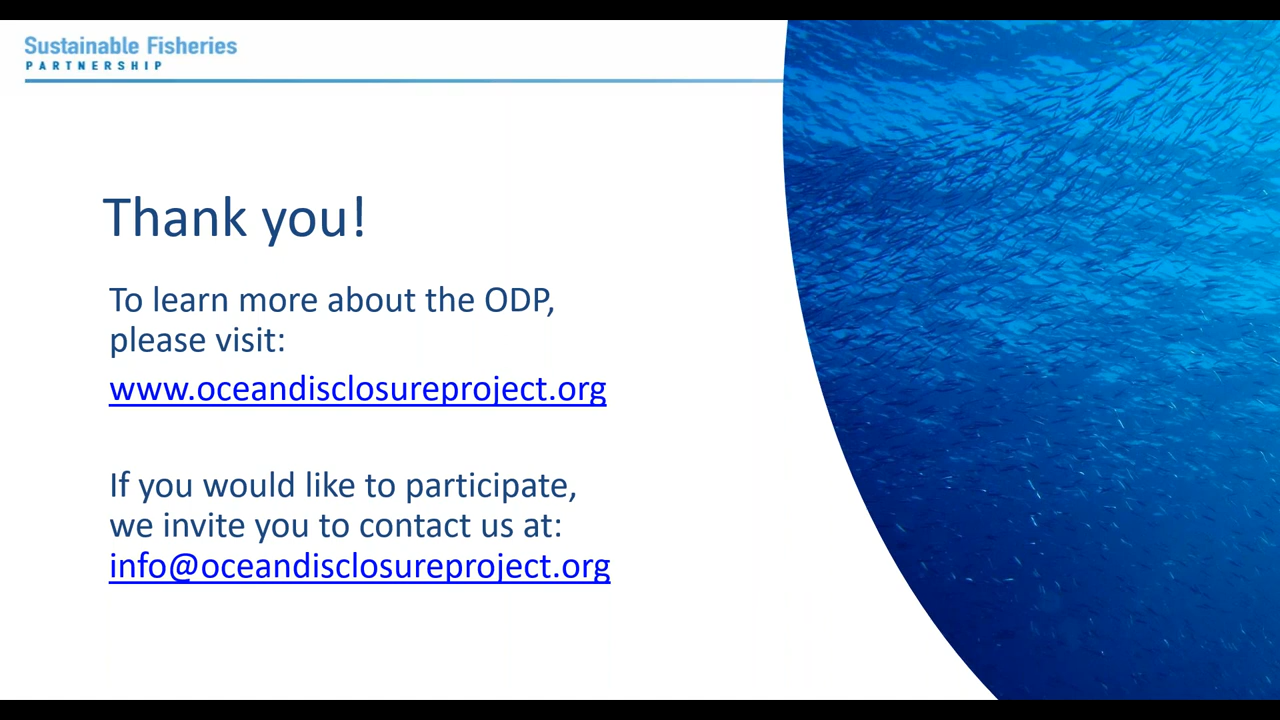 Sustainable Fisheries
PARTNERSHIP
Thank you!
To learn more about the ODP,
please visit:
www.oceandisclosureproject.org
If you would like to participate,
we invite you to contact us at:
info@oceandisclosureproject.org